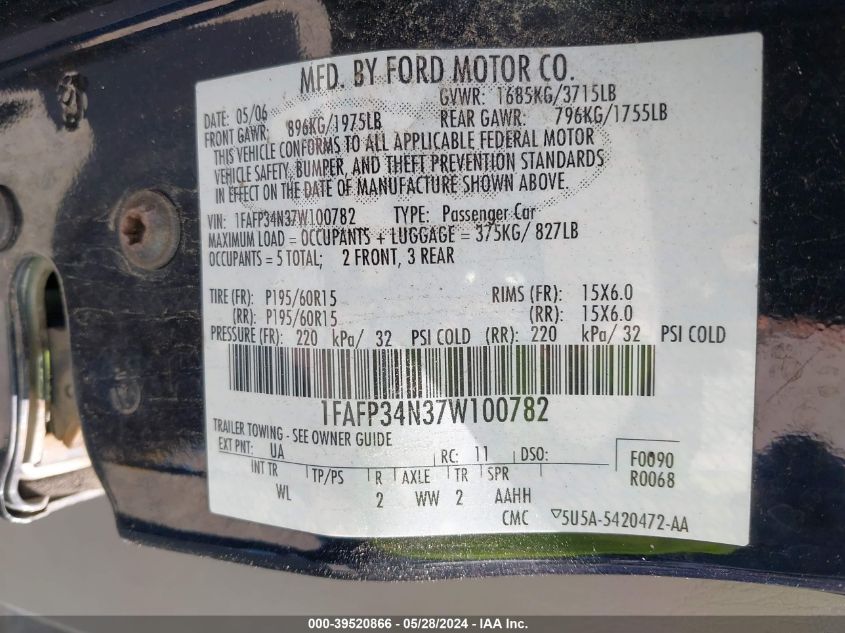 MFD. BY FORD MOTOR CO.
DATE: 05/06 GVWR: 1685KG/3715LB
FRONT GAWR: 896KG/1975LB REAR GAWR: 796KG/1755LB
THIS VEHICLE CONFORMS TO ALL APPLICABLE FEDERAL MOTOR
VEHICLE SAFETY, BUMPER, AND THEFT PREVENTION STANDARDS
IN EFFECT ON THE DATE OF MANUFACTURE SHOWN ABOVE.
VIN: 1FAFP34N37W100782 TYPE: Passenger Car
MAXIMUM LOAD = OCCUPANTS + LUGGAGE = 375KG/ 827LB
OCCUPANTS = 5 TOTAL; 2 FRONT, 3 REAR
TIRE (FR): P195/60R15 RIMS (FR): 15X6.0
(RR): P195/60R15 (RR): 15X6.0
PRESSURE (FR): 220 kPa/ 32 PSI COLD (RR): 220 kPa/ 32 PSI COLD
1FAFP34N37W100782
TRAILER TOWING - SEE OWNER GUIDE
EXT PNT: UA RC: 11 DSO:
INT TR TP/PS R AXLE TR SPR
WL 2 WW 2 AAHH
F0090
R0068
CMC ▽5U5A-5420472-AA
000-39520866 - 05/28/2024 - IAA Inc.